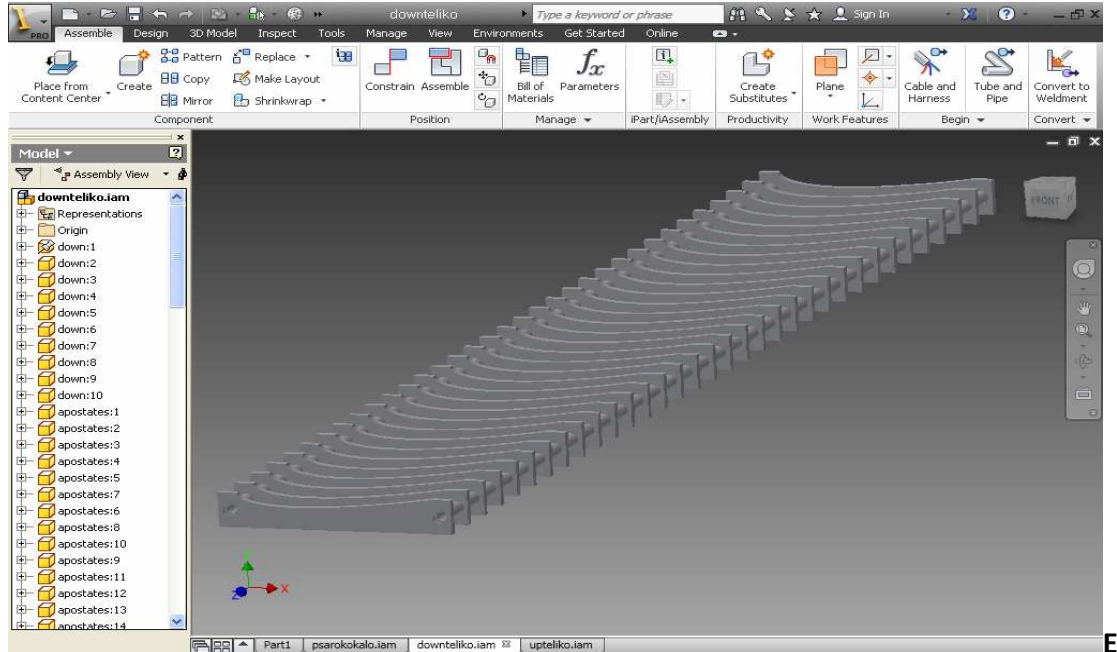 downteliko
Type a keyword or phrase
Sign In
PRO
Assemble Design 3D Model Inspect Tools Manage View Environments Get Started Online
Place from
Content Center
Create
Pattern
Copy
Mirror
Replace
Make Layout
Shrinkwrap
Component
Constrain Assemble
Position
Bill of
Materials
fx
Parameters
Manage
iPart/iAssembly
Create
Substitutes
Productivity
Plane
Work Features
Cable and
Harness
Tube and
Pipe
Begin
Convert to
Weldment
Convert
Model
Assembly View
downteliko.iam
Representations
Origin
down:1
down:2
down:3
down:4
down:5
down:6
down:7
down:8
down:9
down:10
apostates:1
apostates:2
apostates:3
apostates:4
apostates:5
apostates:7
apostates:6
apostates:8
apostates:10
apostates:9
apostates:11
apostates:12
apostates:13
apostates:14
FRONT
Y
X
Z
Part1 psarokokalo.iam downteliko.iam upteliko.iam
E